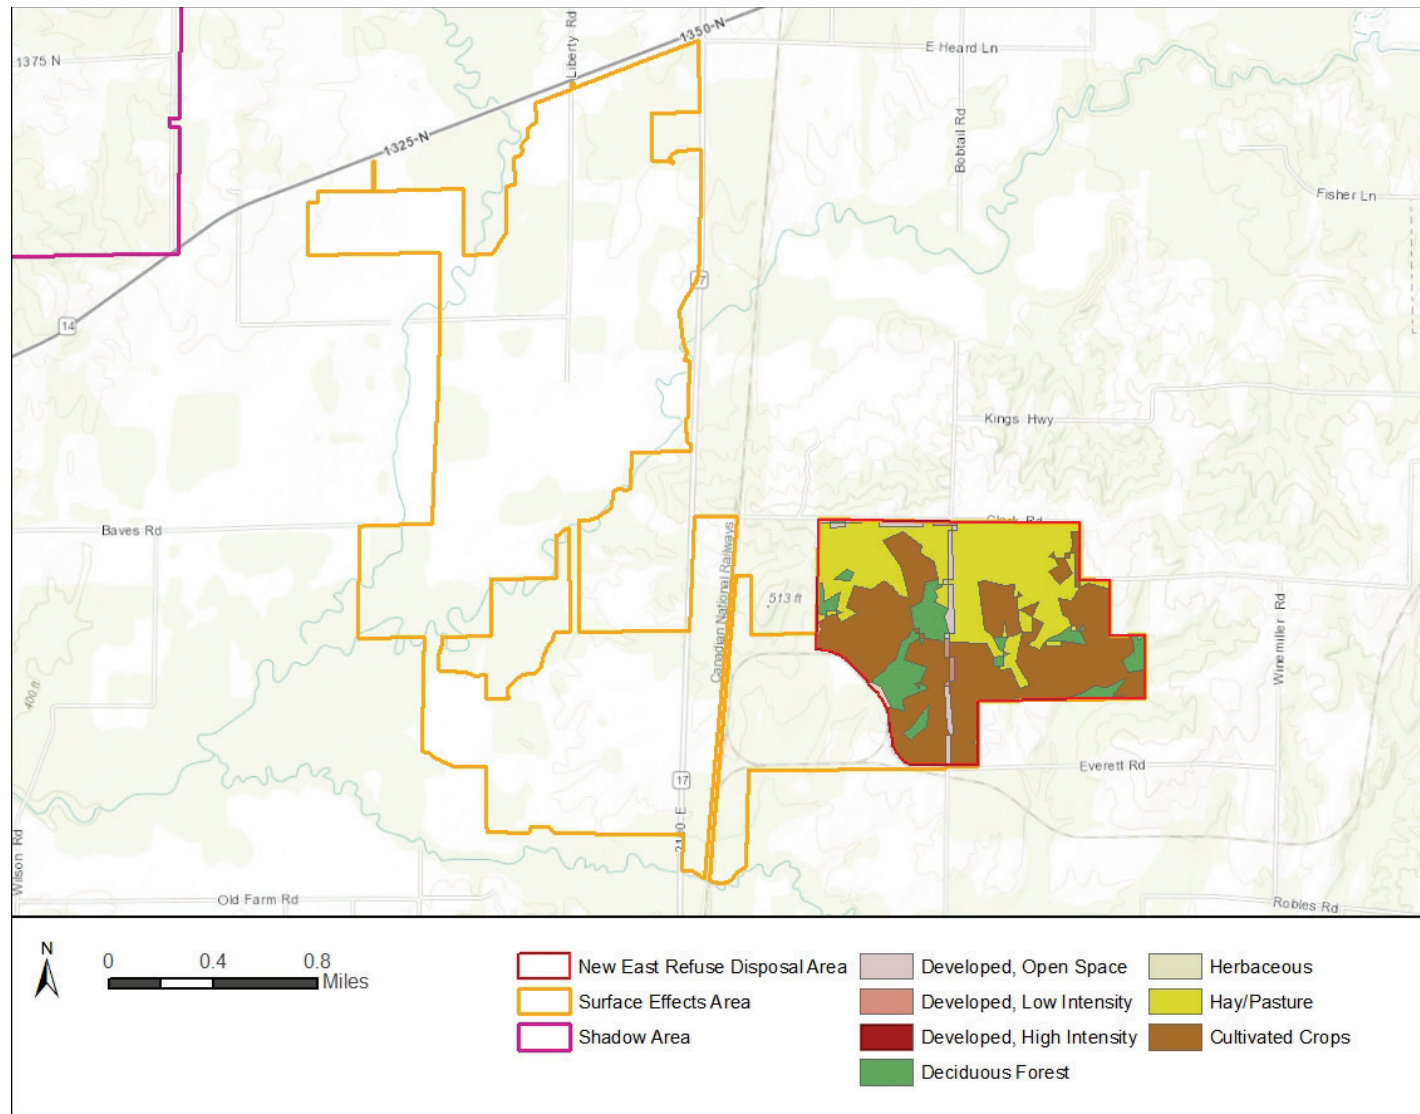 1350-N
Liberty Rd
E Heard Ln
1375 N
1325-N
Bobtail Rd
Fisher Ln
14
Kings Hwy
Baves Rd
Clark Rd
Canadian National Railways
513 ft
Winemiller Rd
400 ft
Everett Rd
17
Wilson Rd
Old Farm Rd
Robles Rd
N
0 0.4 0.8
Miles
New East Refuse Disposal Area
Surface Effects Area
Shadow Area
Developed, Open Space
Developed, Low Intensity
Developed, High Intensity
Deciduous Forest
Herbaceous
Hay/Pasture
Cultivated Crops